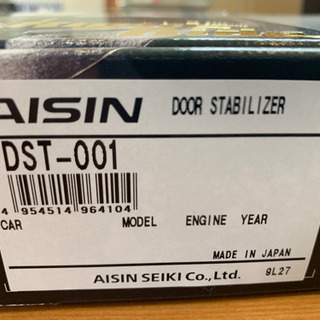 AISIN DOOR STABILIZER
DST-001
4 954514 964104
CAR MODEL ENGINE YEAR
MADE IN JAPAN
AISIN SEIKI Co.,Ltd. 9L27